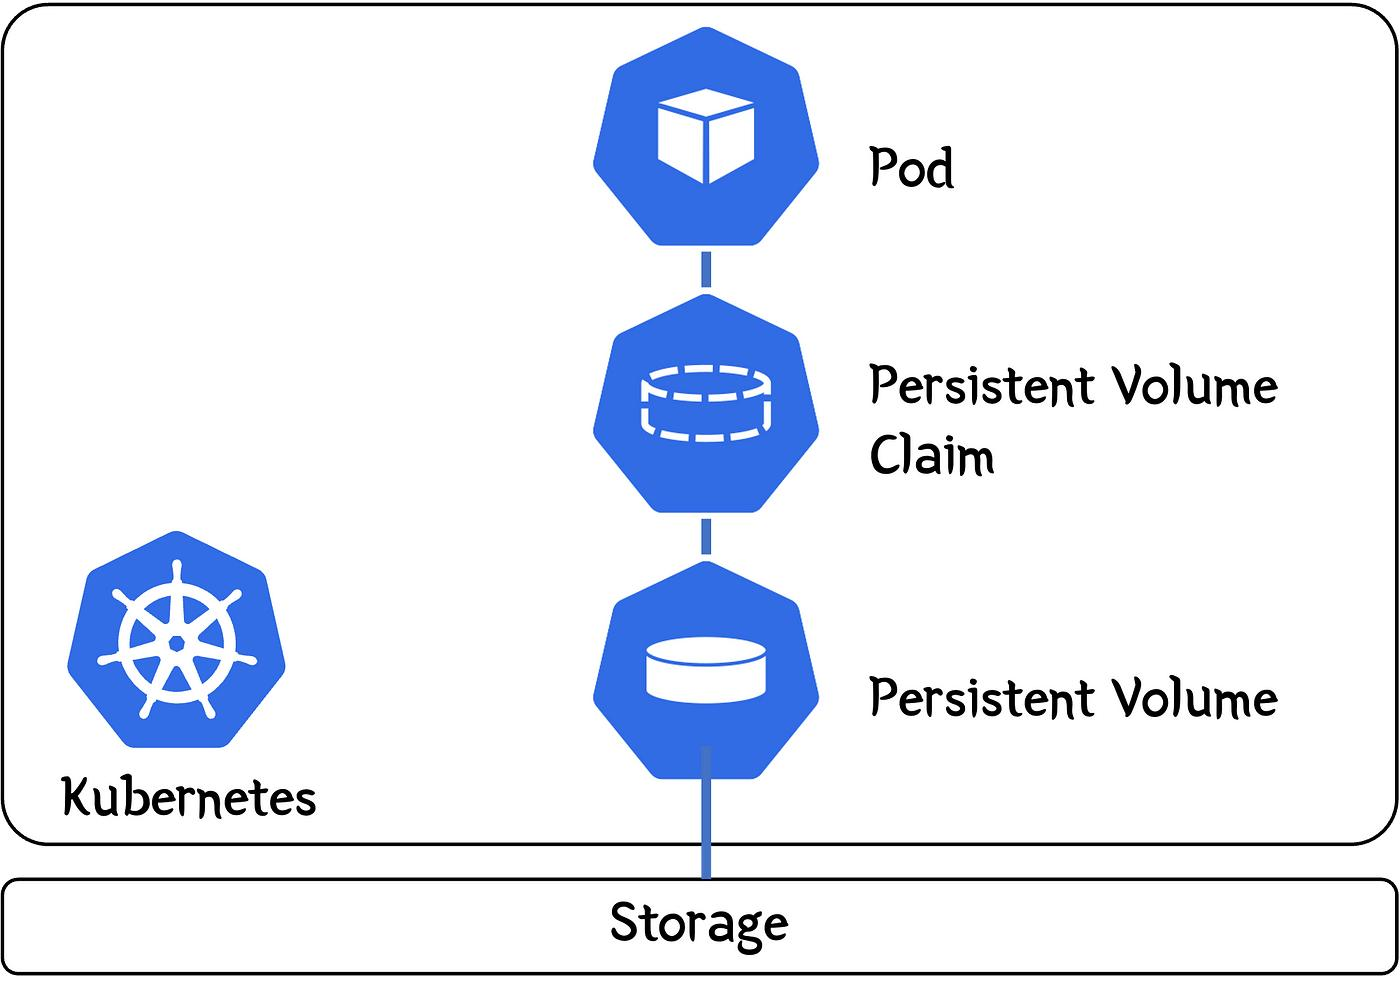 Pod
Persistent Volume
Claim
Persistent Volume
Kubernetes
Storage